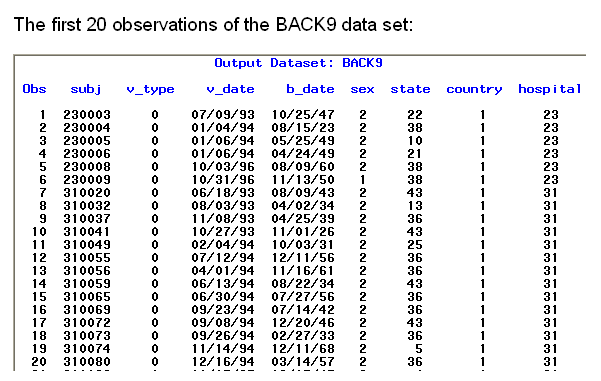 The first 20 observations of the BACK9 data set:
Output Dataset: BACK9
Obs subj v_type v_date b_date sex state country hospital
1 230003 0 07/09/93 10/25/47 2 22 1 23
2 230004 0 01/04/94 08/15/23 2 38 1 23
3 230005 0 01/06/94 05/25/49 2 10 1 23
4 230006 0 01/06/94 04/24/49 2 21 1 23
5 230008 0 10/03/96 08/09/60 2 38 1 23
6 230009 0 10/31/96 11/13/50 1 38 1 23
7 310020 0 06/18/93 08/09/43 2 43 1 31
8 310032 0 08/03/93 04/02/34 2 13 1 31
9 310037 0 11/08/93 04/25/39 2 36 1 31
10 310041 0 10/27/93 11/01/26 2 43 1 31
11 310049 0 02/04/94 10/03/31 2 25 1 31
12 310055 0 07/12/94 12/11/56 2 36 1 31
13 310056 0 04/01/94 11/16/61 2 36 1 31
14 310059 0 06/13/94 08/22/34 2 43 1 31
15 310065 0 06/30/94 07/27/56 2 36 1 31
16 310069 0 09/23/94 07/14/42 2 36 1 31
17 310072 0 09/08/94 12/20/46 2 43 1 31
18 310073 0 09/26/94 02/27/33 2 36 1 31
19 310074 0 11/14/94 12/11/68 2 5 1 31
20 310080 0 12/16/94 03/14/57 2 36 1 31